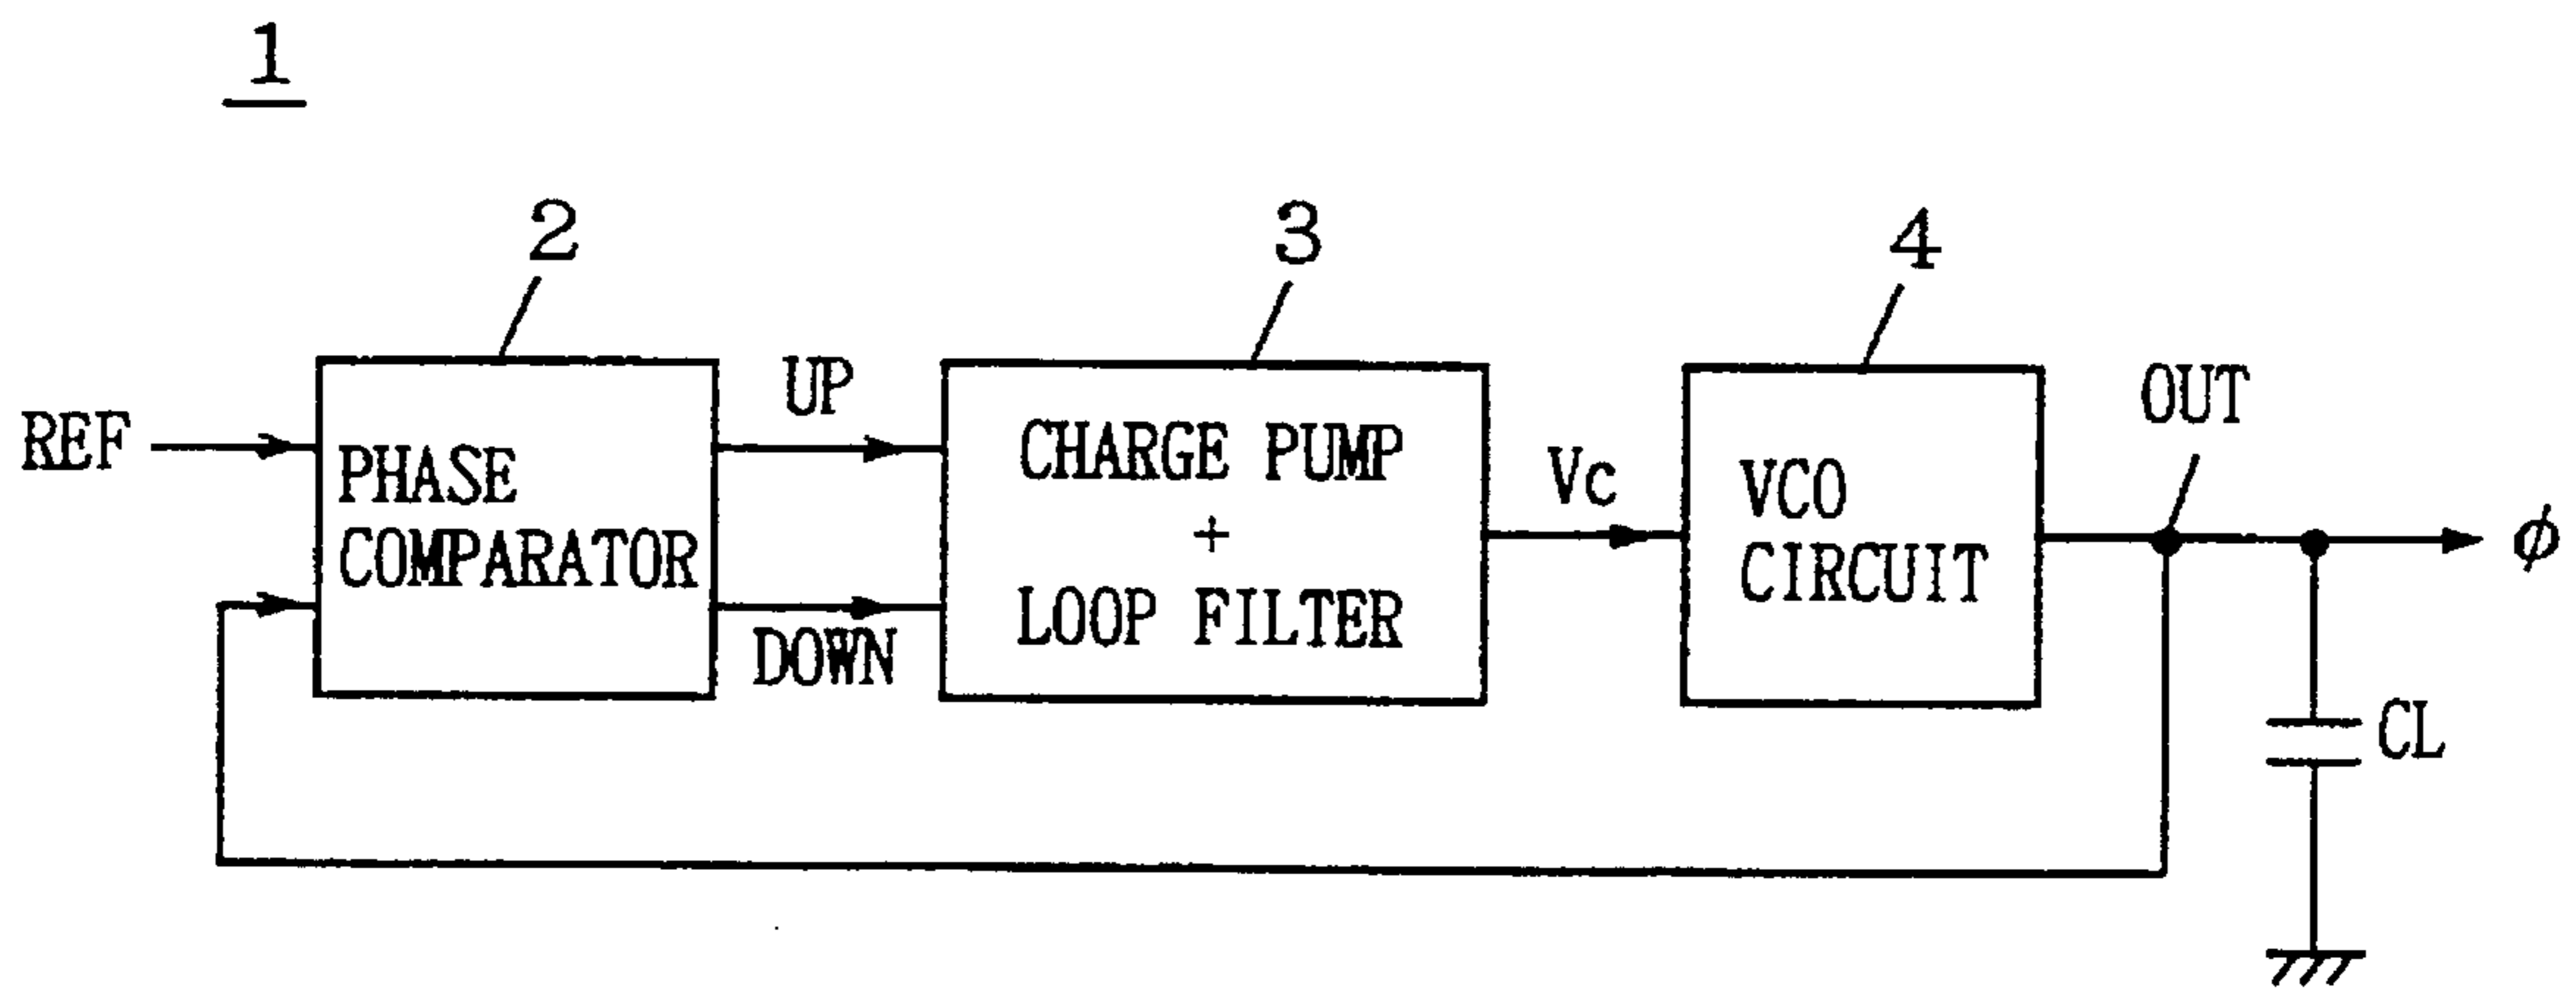 1
2
3
4
REF
PHASE
COMPARATOR
UP
DOWN
CHARGE PUMP
+
LOOP FILTER
Vc
VCO
CIRCUIT
OUT
ϕ
CL